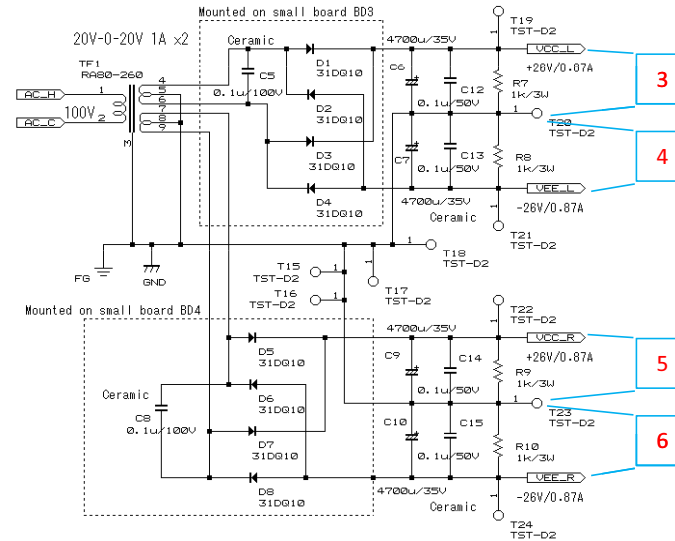 Mounted on small board BD3
T19
TST-D2
20V-0-20V 1A x2
Ceramic
4700u/35V
VCC_L
TF1
RA80-260
C5
0.1u/100V
D1
31DQ10
C6
C12
0.1u/50V
R7
1k/3W
+26V/0.87A
3
AC_H
1
100V
AC_C
2
3
4
5
6
7
8
9
D2
31DQ10
1
T20
TST-D2
D3
31DQ10
C7
C13
0.1u/50V
R8
1k/3W
4
D4
31DQ10
4700u/35V
Ceramic
VEE_L
-26V/0.87A
1
T21
TST-D2
1
T18
TST-D2
FG
GND
T15
TST-D2
1
T16
TST-D2
1
1
T17
TST-D2
Mounted on small board BD4
T22
TST-D2
1
4700u/35V
VCC_R
D5
31DQ10
C9
C14
0.1u/50V
R9
1k/3W
+26V/0.87A
5
Ceramic
C8
0.1u/100V
D6
31DQ10
1
T23
TST-D2
D7
31DQ10
C10
C15
0.1u/50V
R10
1k/3W
6
D8
31DQ10
4700u/35V
Ceramic
VEE_R
-26V/0.87A
1
T24
TST-D2